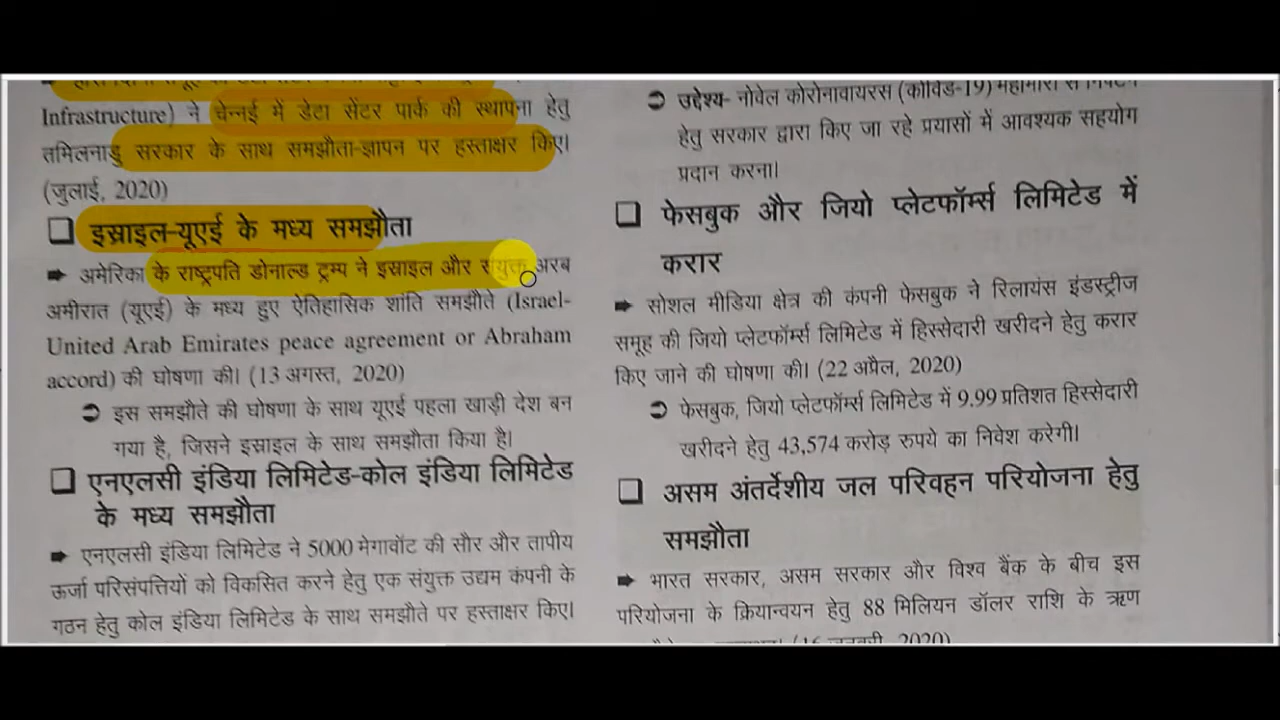 Infrastructure) ने चेन्नई में डेटा सेंटर पार्क की स्थापना हेतु
तमिलनाडु सरकार के साथ समझौता-ज्ञापन पर हस्ताक्षर किए।
(जुलाई, 2020)
❑ इस्राइल-यूएई के मध्य समझौता
➡ अमेरिका के राष्ट्रपति डोनाल्ड ट्रम्प ने इस्राइल और संयुक्त अरब
अमीरात (यूएई) के मध्य हुए ऐतिहासिक शांति समझौते (Israel-
United Arab Emirates peace agreement or Abraham
accord) की घोषणा की। (13 अगस्त, 2020)
➲ इस समझौते की घोषणा के साथ यूएई पहला खाड़ी देश बन
गया है, जिसने इस्राइल के साथ समझौता किया है।
❑ एनएलसी इंडिया लिमिटेड-कोल इंडिया लिमिटेड
के मध्य समझौता
➡ एनएलसी इंडिया लिमिटेड ने 5000 मेगावॉट की सौर और तापीय
ऊर्जा परिसंपत्तियों को विकसित करने हेतु एक संयुक्त उद्यम कंपनी के
गठन हेतु कोल इंडिया लिमिटेड के साथ समझौते पर हस्ताक्षर किए।
➲ उद्देश्य- नोवेल कोरोनावायरस (कोविड-19) महामारी से निपटने
हेतु सरकार द्वारा किए जा रहे प्रयासों में आवश्यक सहयोग
प्रदान करना।
❑ फेसबुक और जियो प्लेटफॉर्म्स लिमिटेड में
करार
➡ सोशल मीडिया क्षेत्र की कंपनी फेसबुक ने रिलायंस इंडस्ट्रीज
समूह की जियो प्लेटफॉर्म्स लिमिटेड में हिस्सेदारी खरीदने हेतु करार
किए जाने की घोषणा की। (22 अप्रैल, 2020)
➲ फेसबुक, जियो प्लेटफॉर्म्स लिमिटेड में 9.99 प्रतिशत हिस्सेदारी
खरीदने हेतु 43,574 करोड़ रुपये का निवेश करेगी।
❑ असम अंतर्देशीय जल परिवहन परियोजना हेतु
समझौता
➡ भारत सरकार, असम सरकार और विश्व बैंक के बीच इस
परियोजना के क्रियान्वयन हेतु 88 मिलियन डॉलर राशि के ऋण
(16 जनवरी, 2020)